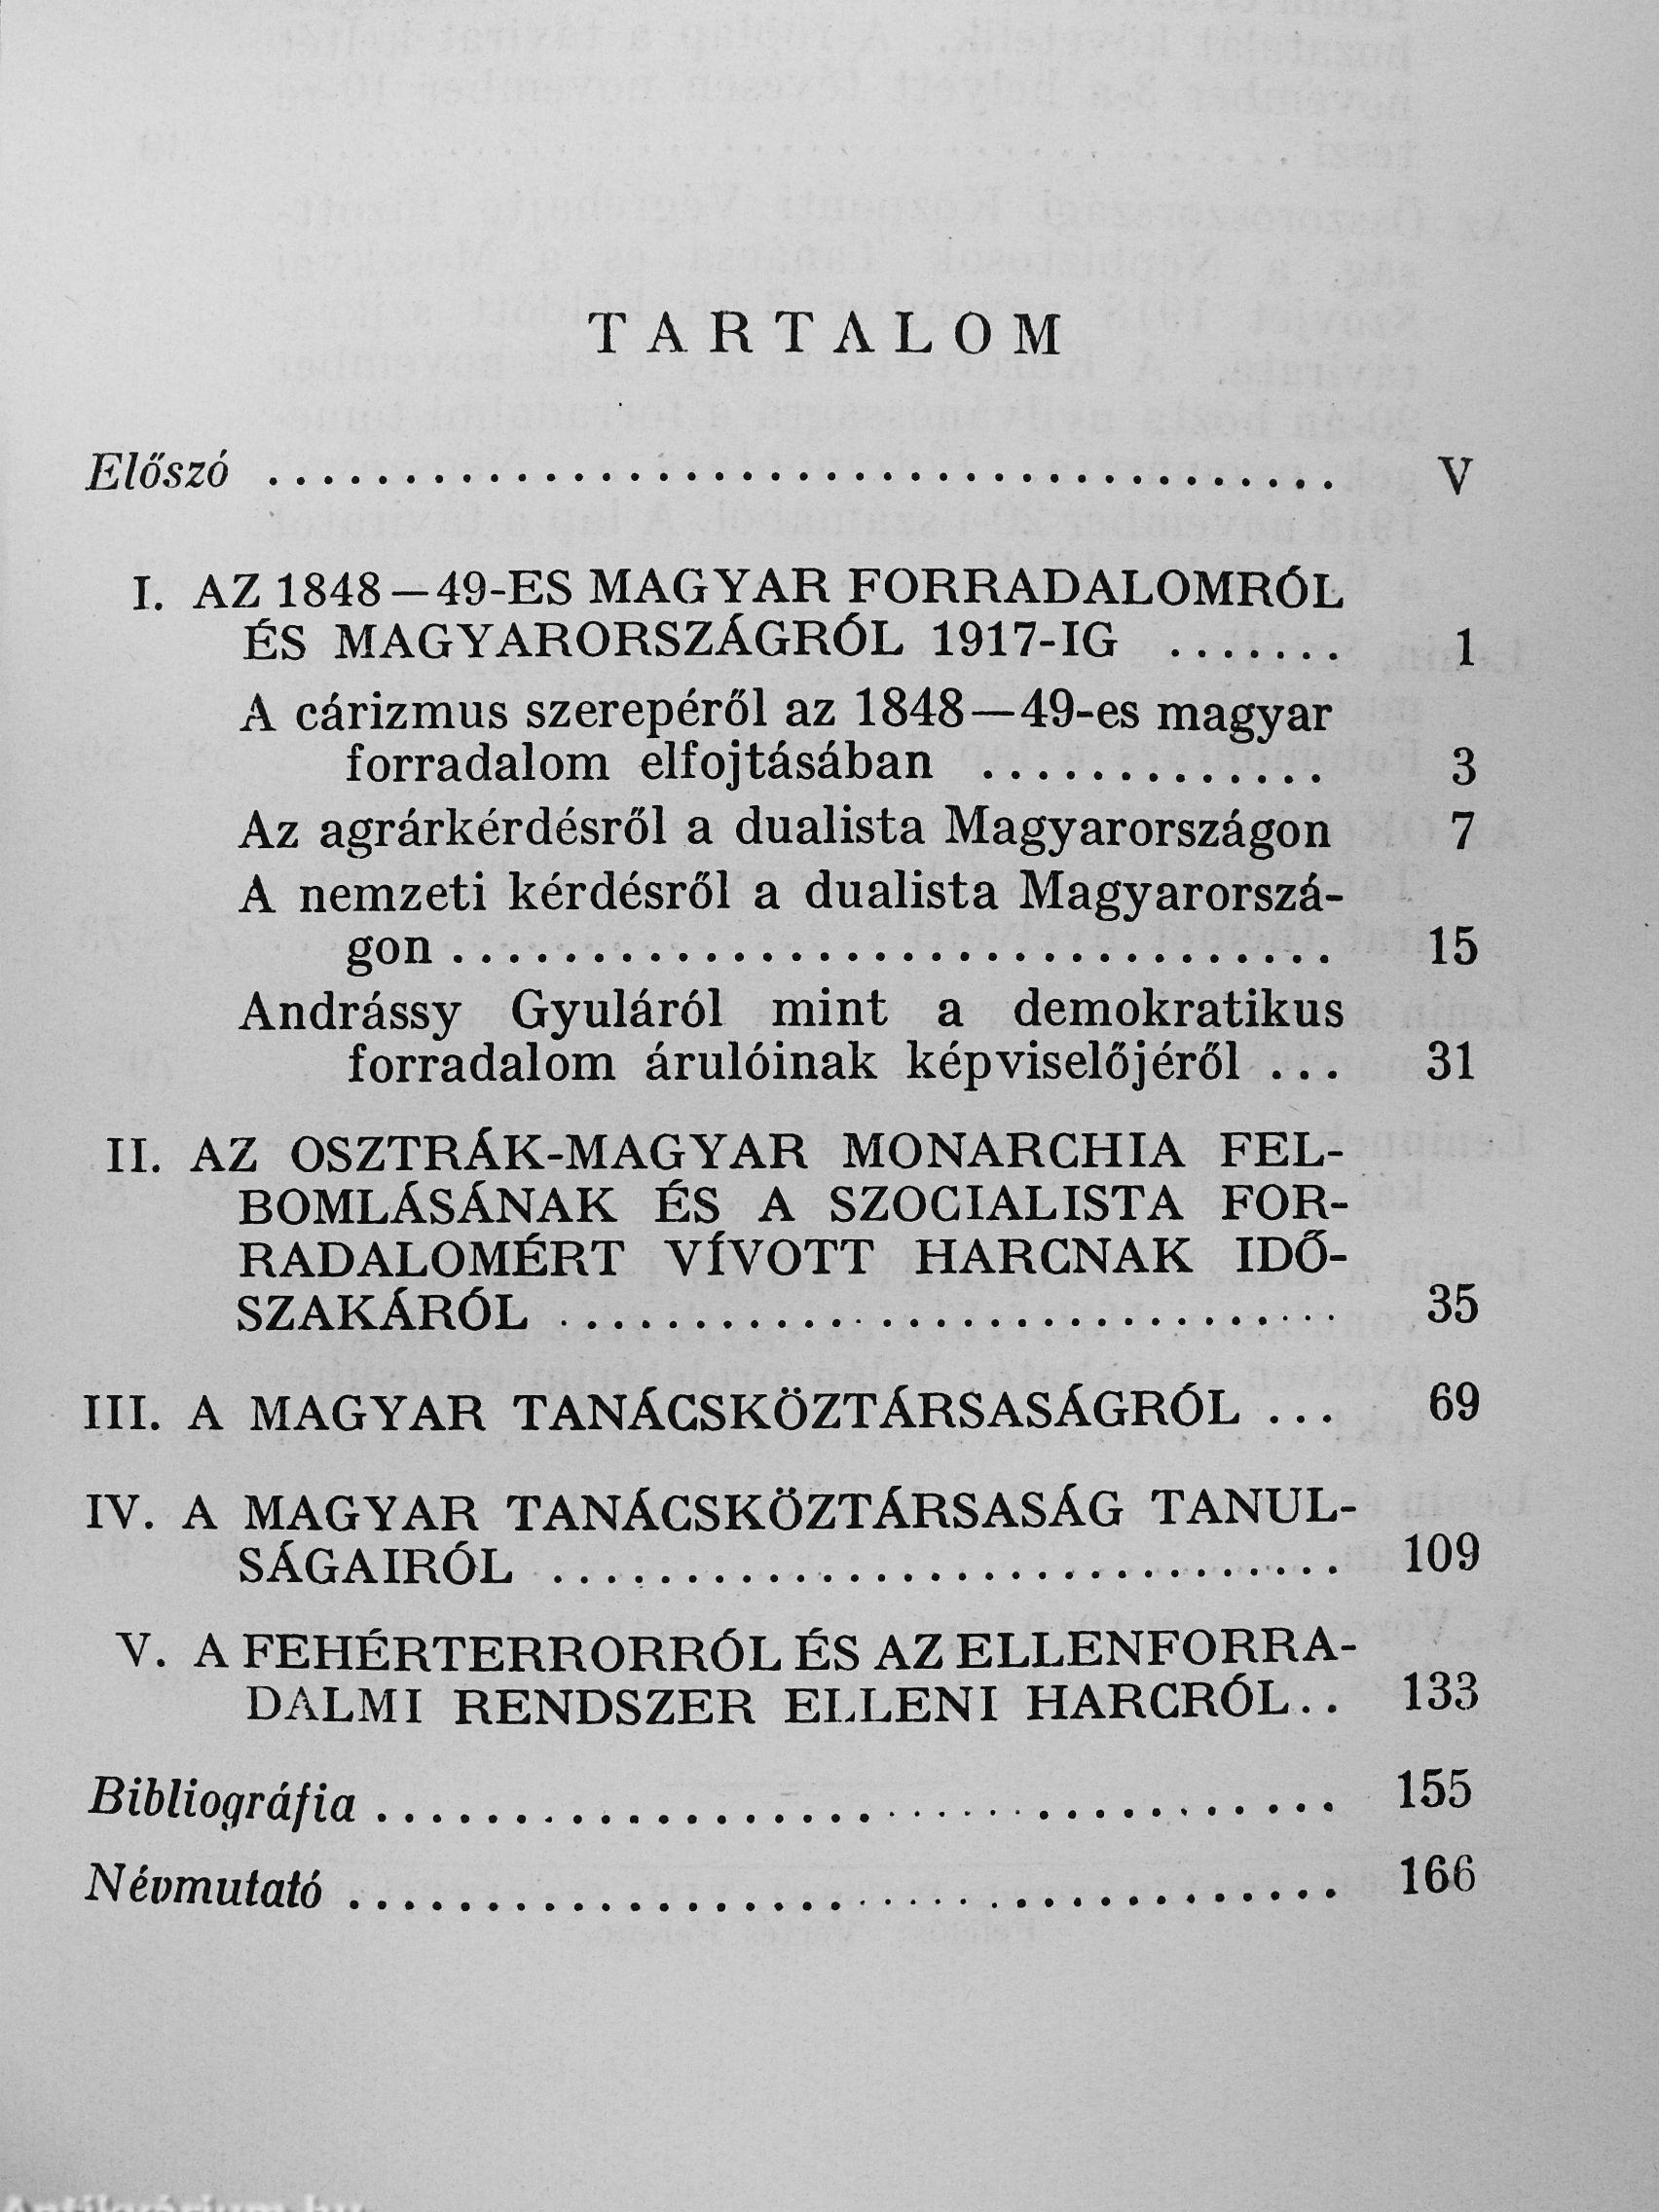 TARTALOM
Előszó ........................................ V
I. AZ 1848—49-ES MAGYAR FORRADALOMRÓL
ÉS MAGYARORSZÁGRÓL 1917-IG ....... 1
A cárizmus szerepéről az 1848—49-es magyar
forradalom elfojtásában ............. 3
Az agrárkérdésről a dualista Magyarországon 7
A nemzeti kérdésről a dualista Magyarorszá-
gon ................................ 15
Andrássy Gyuláról mint a demokratikus
forradalom árulóinak képviselőjéről ... 31
II. AZ OSZTRÁK-MAGYAR MONARCHIA FEL-
BOMLÁSÁNAK ÉS A SZOCIALISTA FOR-
RADALOMÉRT VÍVOTT HARCNAK IDŐ-
SZAKÁRÓL ............................. 35
III. A MAGYAR TANÁCSKÖZTÁRSASÁGRÓL ... 69
IV. A MAGYAR TANÁCSKÖZTÁRSASÁG TANUL-
SÁGAIRÓL ............................. 109
V. A FEHÉRTERRORRÓL ÉS AZ ELLENFORRA-
DALMI RENDSZER ELLENI HARCRÓL.. 133
Bibliográfia .................................... 155
Névmutató .................................... 166